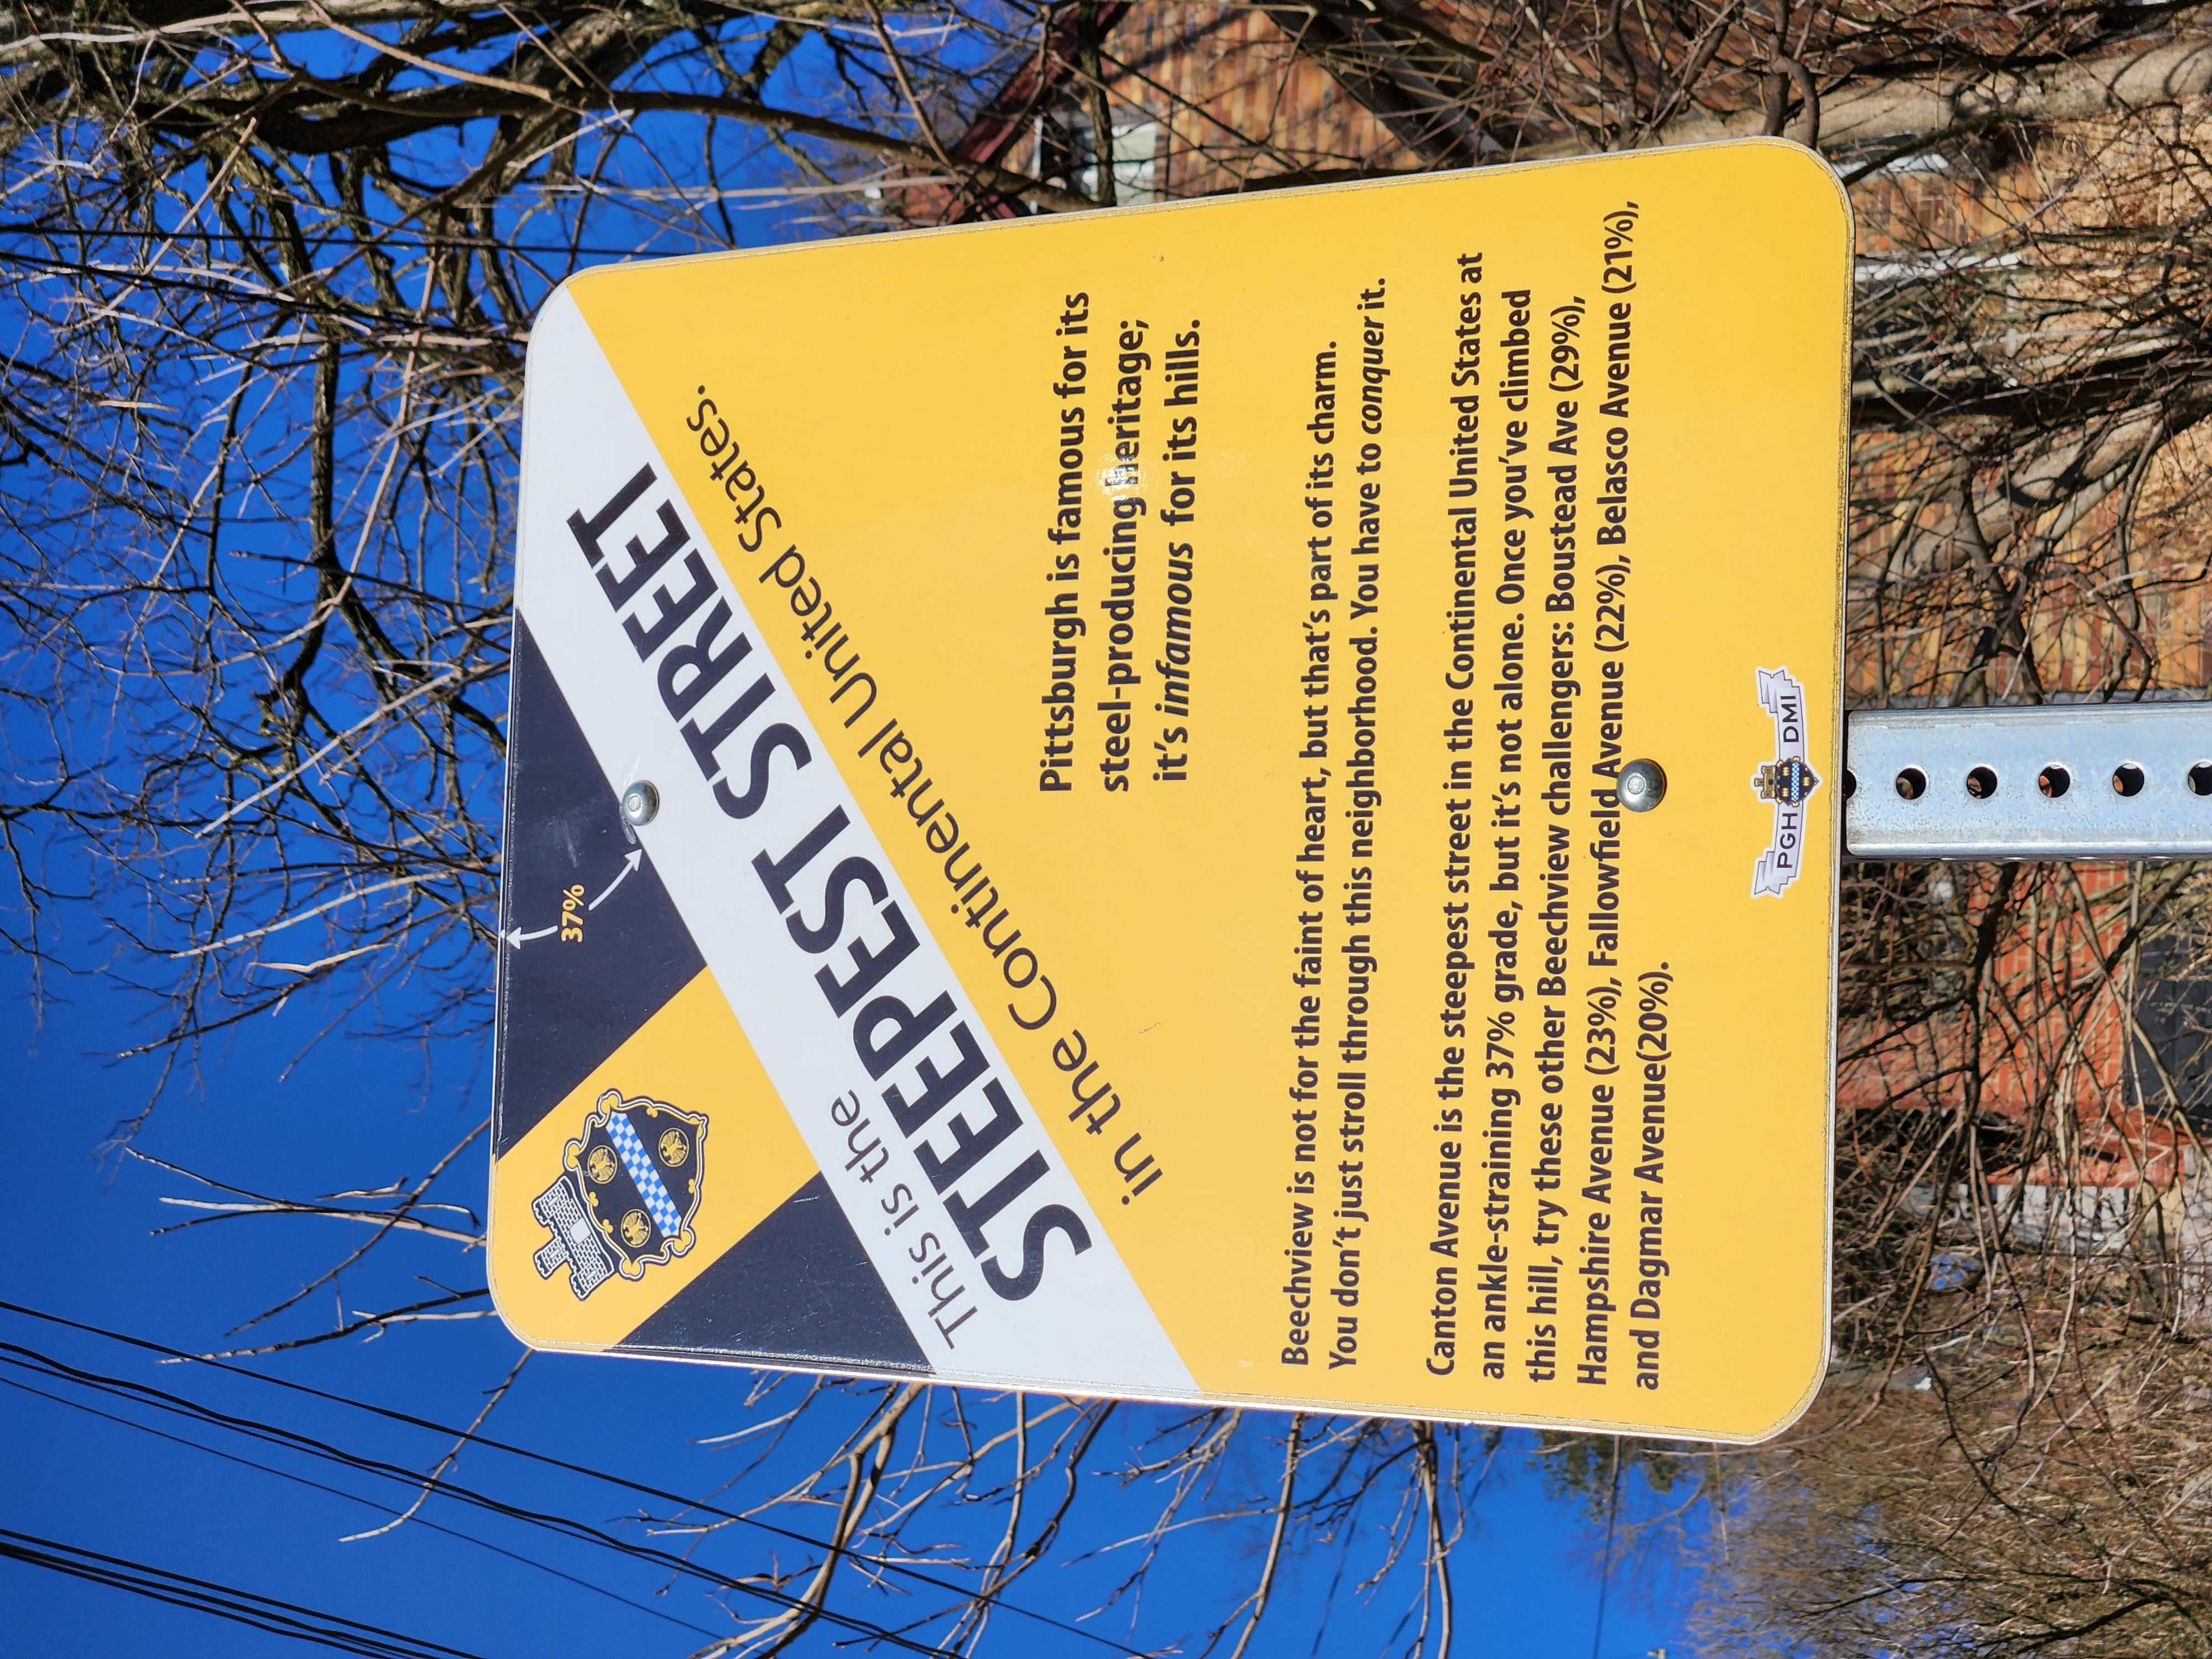 37%
This is the
STEEPEST STREET
in the Continental United States.
Pittsburgh is famous for its
steel-producing heritage;
it's infamous for its hills.
Beechview is not for the faint of heart, but that's part of its charm.
You don't just stroll through this neighborhood. You have to conquer it.
Canton Avenue is the steepest street in the Continental United States at
an ankle-straining 37% grade, but it's not alone. Once you've climbed
this hill, try these other Beechview challengers: Boustead Ave (29%),
Hampshire Avenue (23%), Fallowfield Avenue (22%), Belasco Avenue (21%),
and Dagmar Avenue(20%).
PGH DMI